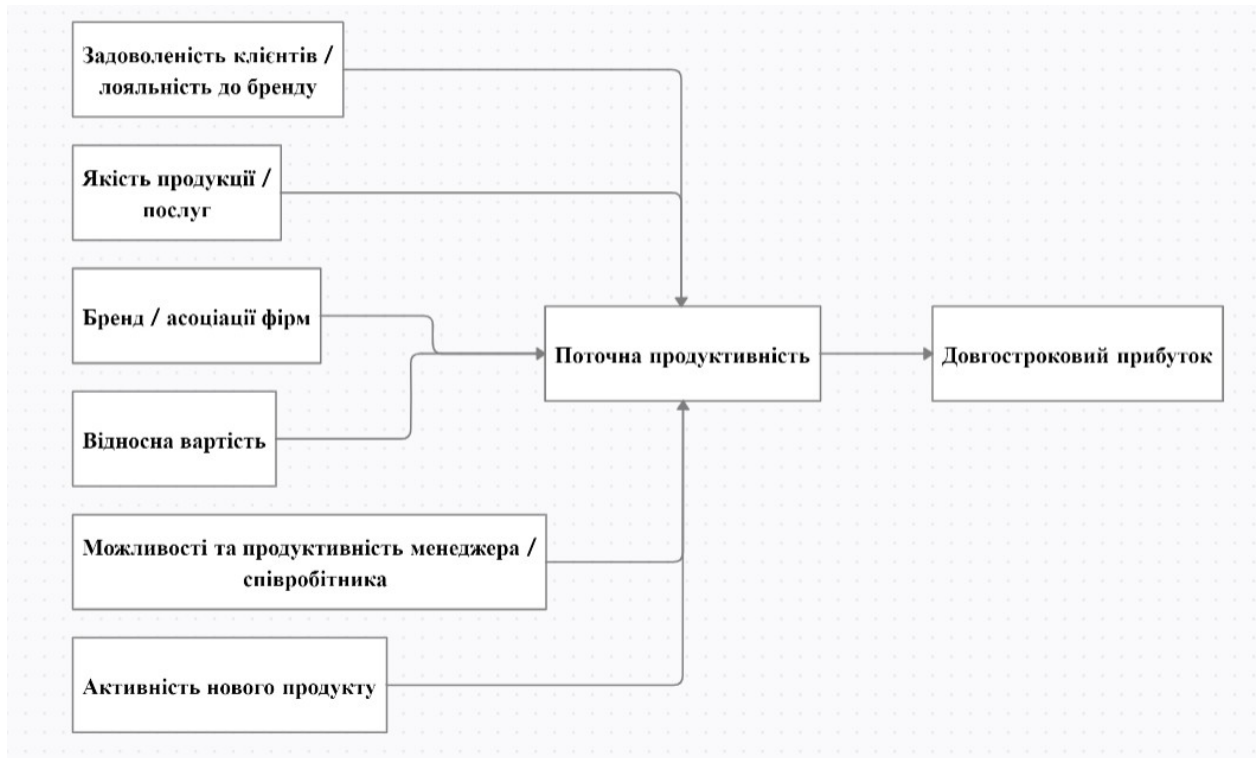 Задоволеність клієнтів /
лояльність до бренду
Якість продукції /
послуг
Бренд / асоціації фірм
Відносна вартість
Можливості та продуктивність менеджера /
співробітника
Активність нового продукту
Поточна продуктивність
Довгостроковий прибуток